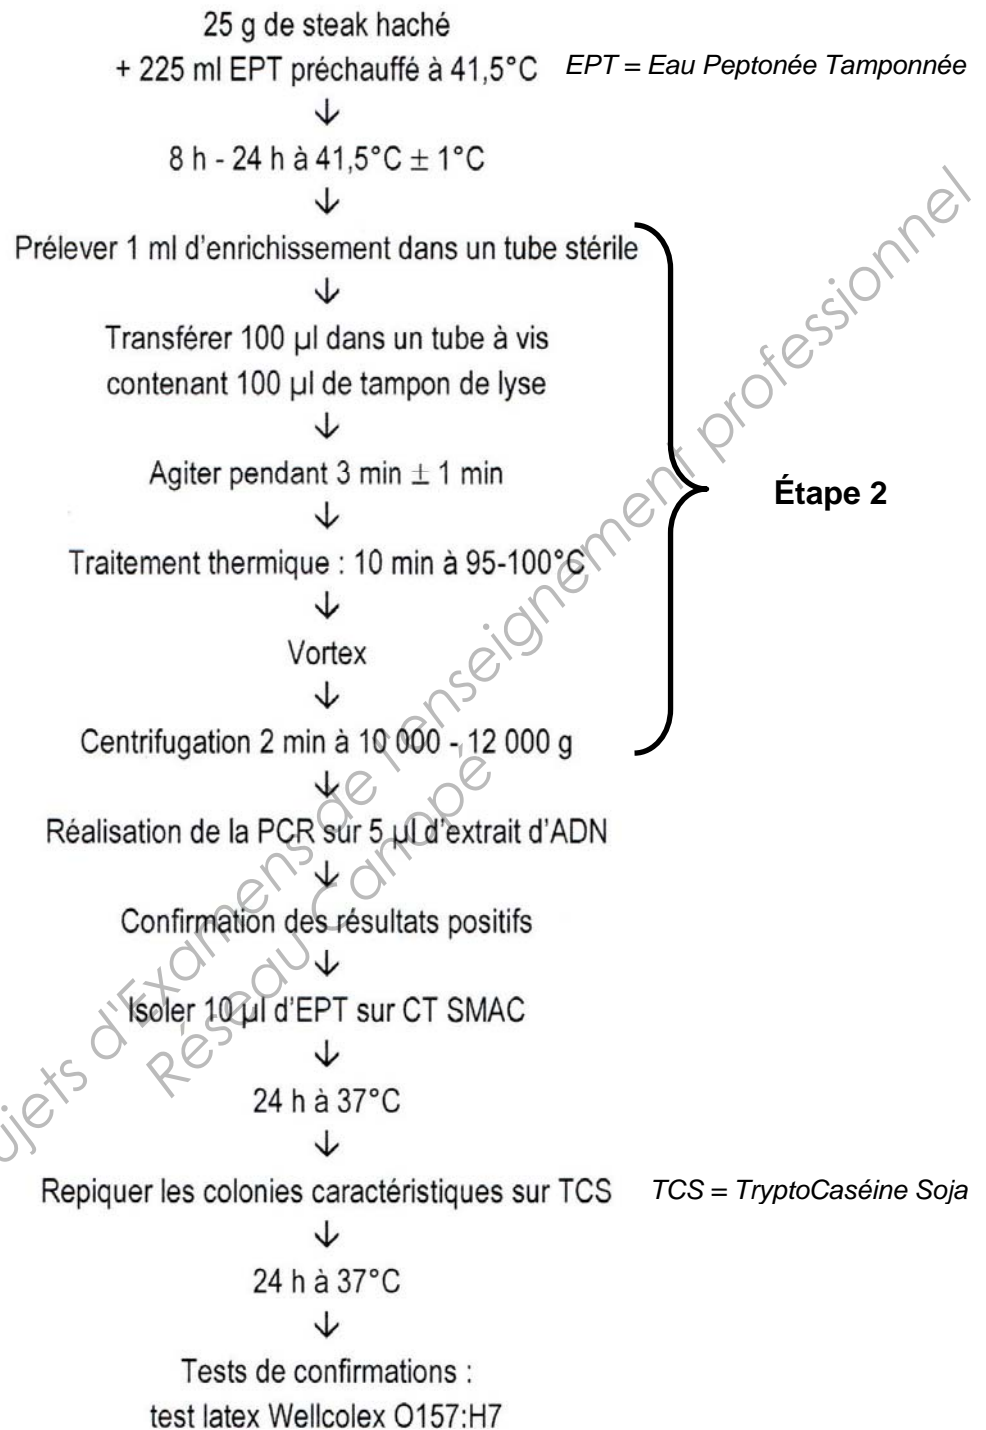 25 g de steak haché
+ 225 ml EPT préchauffé à 41,5°C EPT = Eau Peptonée Tamponnée
↓
8 h - 24 h à 41,5°C ± 1°C
↓
Prélever 1 ml d'enrichissement dans un tube stérile
↓
Transférer 100 µl dans un tube à vis
contenant 100 µl de tampon de lyse
↓
Agiter pendant 3 min ± 1 min
↓
Étape 2
Traitement thermique : 10 min à 95-100°C
↓
Vortex
↓
Centrifugation 2 min à 10 000 - 12 000 g
↓
Réalisation de la PCR sur 5 µl d'extrait d'ADN
↓
Confirmation des résultats positifs
↓
Isoler 10 µl d'EPT sur CT SMAC
↓
24 h à 37°C
↓
Repiquer les colonies caractéristiques sur TCS TCS = TryptoCaséine Soja
↓
24 h à 37°C
↓
Tests de confirmations :
test latex Wellcolex O157:H7
ujets d'Examens de l'enseignement professionnel
Réseau Canopé